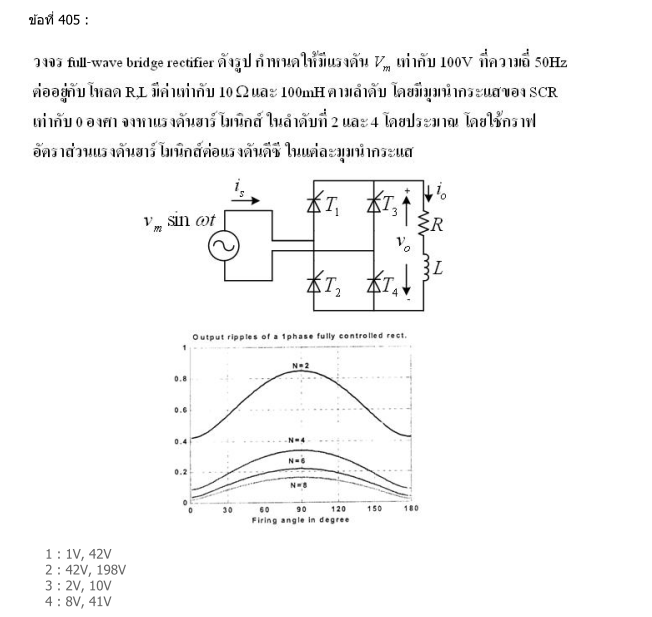 ข้อที่ 405 :
วงจร full-wave bridge rectifier ดังรูป กำหนดให้มีแรงดัน Vm เท่ากับ 100V ที่ความถี่ 50Hz
ต่ออยู่กับ โหลด R,L มีค่าเท่ากับ 10 Ω และ 100mH ตามลำดับ โดยมีมุมนำกระแสของ SCR
เท่ากับ 0 องศา จงหาแรงดันฮาร์โมนิกส์ ในลำดับที่ 2 และ 4 โดยประมาณ โดยใช้กราฟ
อัตราส่วนแรงดันฮาร์โมนิกส์ต่อแรงดันดีซี ในแต่ละมุมนำกระแส
is
vm sin ωt
T1
T3
+
io
R
vo
L
T2
T4
-
Output ripples of a 1phase fully controlled rect.
1
0.8
0.6
0.4
0.2
0
N=2
N=4
N=6
N=8
0 30 60 90 120 150 180
Firing angle in degree
1 : 1V, 42V
2 : 42V, 198V
3 : 2V, 10V
4 : 8V, 41V